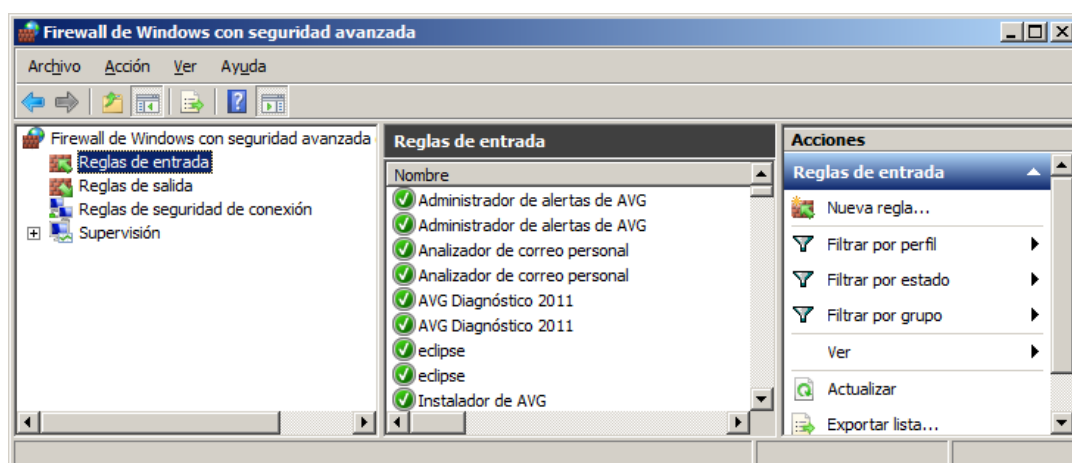 Firewall de Windows con seguridad avanzada
Archivo Acción Ver Ayuda
Firewall de Windows con seguridad avanzada
Reglas de entrada
Reglas de salida
Reglas de seguridad de conexión
Supervisión
Reglas de entrada
Nombre
Administrador de alertas de AVG
Administrador de alertas de AVG
Analizador de correo personal
Analizador de correo personal
AVG Diagnóstico 2011
AVG Diagnóstico 2011
eclipse
eclipse
Instalador de AVG
Acciones
Reglas de entrada
Nueva regla...
Filtrar por perfil
Filtrar por estado
Filtrar por grupo
Ver
Actualizar
Exportar lista...